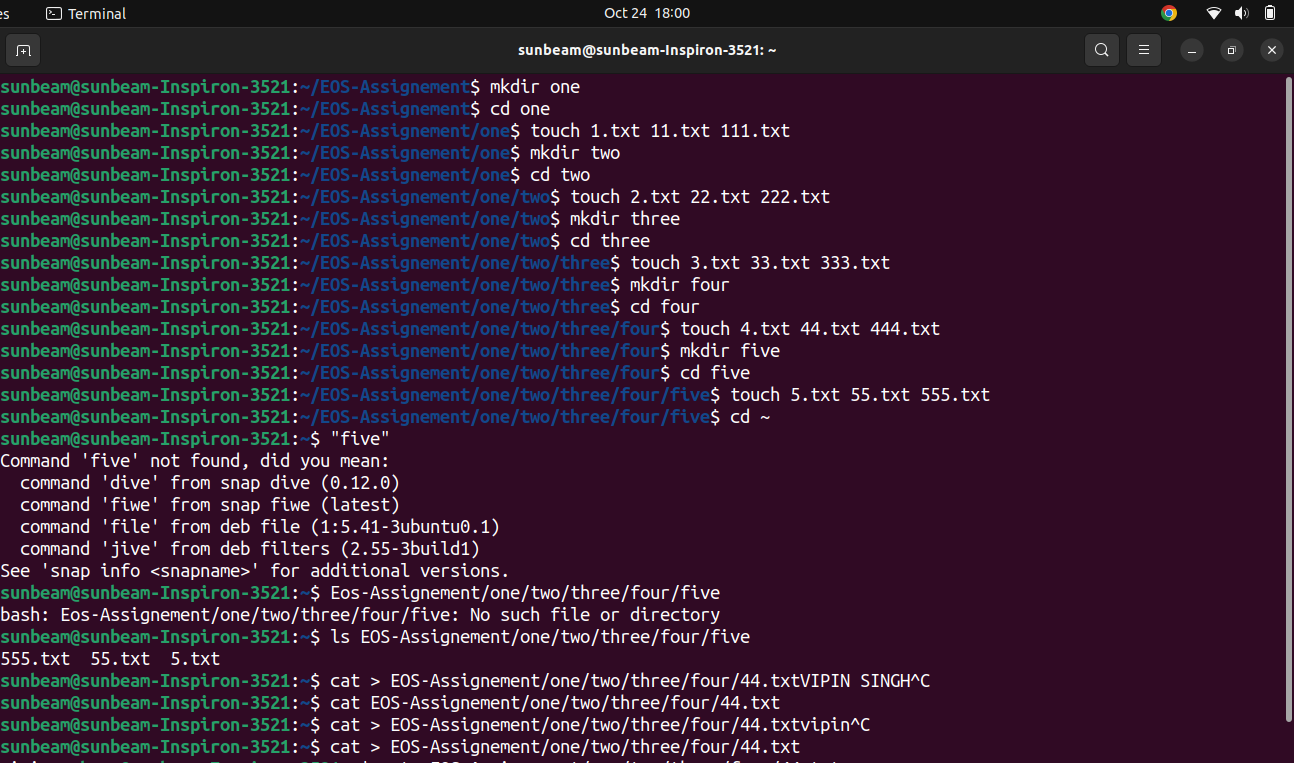 es
Terminal
Oct 24 18:00
sunbeam@sunbeam-Inspiron-3521: ~
sunbeam@sunbeam-Inspiron-3521:~/EOS-Assignement$ mkdir one
sunbeam@sunbeam-Inspiron-3521:~/EOS-Assignement$ cd one
sunbeam@sunbeam-Inspiron-3521:~/EOS-Assignement/one$ touch 1.txt 11.txt 111.txt
sunbeam@sunbeam-Inspiron-3521:~/EOS-Assignement/one$ mkdir two
sunbeam@sunbeam-Inspiron-3521:~/EOS-Assignement/one$ cd two
sunbeam@sunbeam-Inspiron-3521:~/EOS-Assignement/one/two$ touch 2.txt 22.txt 222.txt
sunbeam@sunbeam-Inspiron-3521:~/EOS-Assignement/one/two$ mkdir three
sunbeam@sunbeam-Inspiron-3521:~/EOS-Assignement/one/two$ cd three
sunbeam@sunbeam-Inspiron-3521:~/EOS-Assignement/one/two/three$ touch 3.txt 33.txt 333.txt
sunbeam@sunbeam-Inspiron-3521:~/EOS-Assignement/one/two/three$ mkdir four
sunbeam@sunbeam-Inspiron-3521:~/EOS-Assignement/one/two/three$ cd four
sunbeam@sunbeam-Inspiron-3521:~/EOS-Assignement/one/two/three/four$ touch 4.txt 44.txt 444.txt
sunbeam@sunbeam-Inspiron-3521:~/EOS-Assignement/one/two/three/four$ mkdir five
sunbeam@sunbeam-Inspiron-3521:~/EOS-Assignement/one/two/three/four$ cd five
sunbeam@sunbeam-Inspiron-3521:~/EOS-Assignement/one/two/three/four/five$ touch 5.txt 55.txt 555.txt
sunbeam@sunbeam-Inspiron-3521:~/EOS-Assignement/one/two/three/four/five$ cd ~
sunbeam@sunbeam-Inspiron-3521:~$ "five"
Command 'five' not found, did you mean:
  command 'dive' from snap dive (0.12.0)
  command 'fiwe' from snap fiwe (latest)
  command 'file' from deb file (1:5.41-3ubuntu0.1)
  command 'jive' from deb filters (2.55-3build1)
See 'snap info <snapname>' for additional versions.
sunbeam@sunbeam-Inspiron-3521:~$ Eos-Assignement/one/two/three/four/five
bash: Eos-Assignement/one/two/three/four/five: No such file or directory
sunbeam@sunbeam-Inspiron-3521:~$ ls EOS-Assignement/one/two/three/four/five
555.txt  55.txt  5.txt
sunbeam@sunbeam-Inspiron-3521:~$ cat > EOS-Assignement/one/two/three/four/44.txtVIPIN SINGH^C
sunbeam@sunbeam-Inspiron-3521:~$ cat EOS-Assignement/one/two/three/four/44.txt
sunbeam@sunbeam-Inspiron-3521:~$ cat > EOS-Assignement/one/two/three/four/44.txtvipin^C
sunbeam@sunbeam-Inspiron-3521:~$ cat > EOS-Assignement/one/two/three/four/44.txt